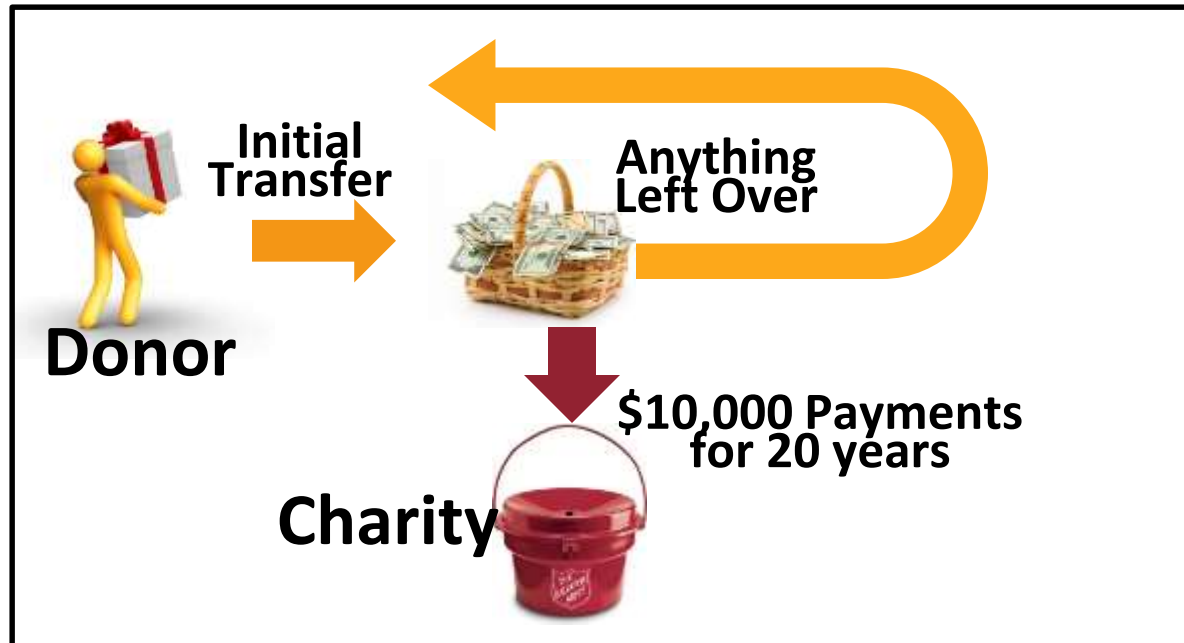 Initial
Transfer
Anything
Left Over
Donor
$10,000 Payments
for 20 years
Charity